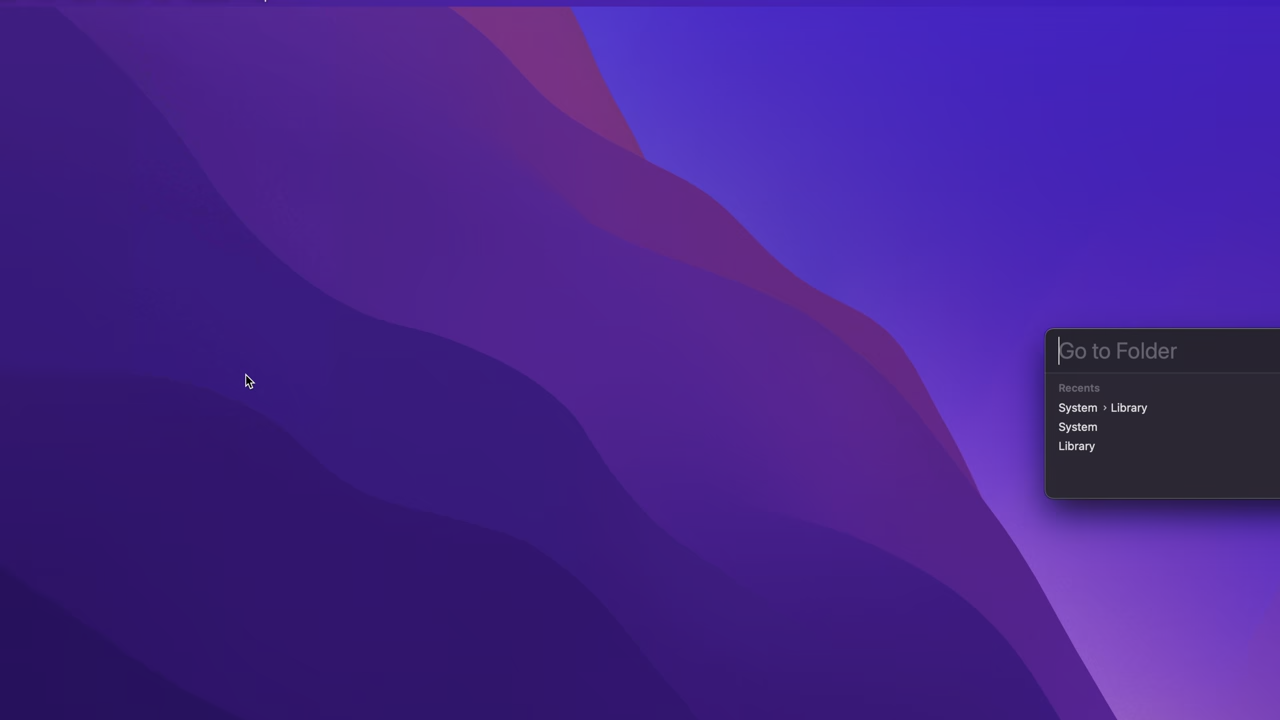 Go to Folder
Recents
System › Library
System
Library